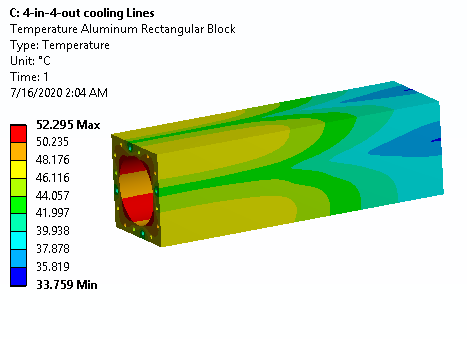 C: 4-in-4-out cooling Lines
Temperature Aluminum Rectangular Block
Type: Temperature
Unit: °C
Time: 1
7/16/2020 2:04 AM
52.295 Max
50.235
48.176
46.116
44.057
41.997
39.938
37.878
35.819
33.759 Min